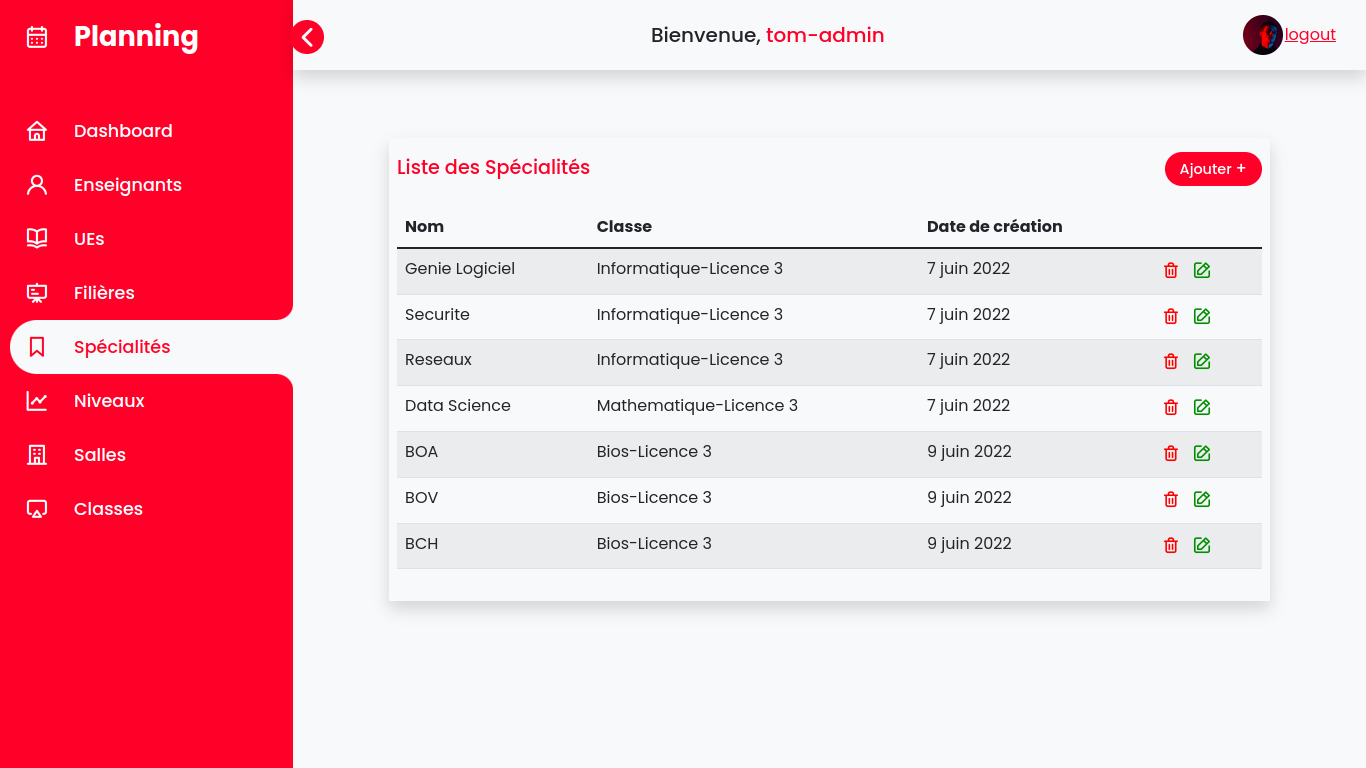 Planning
Bienvenue, tom-admin
logout
Dashboard
Enseignants
UEs
Filières
Spécialités
Niveaux
Salles
Classes
Liste des Spécialités
Ajouter +
Nom Classe Date de création
Genie Logiciel Informatique-Licence 3 7 juin 2022
Securite Informatique-Licence 3 7 juin 2022
Reseaux Informatique-Licence 3 7 juin 2022
Data Science Mathematique-Licence 3 7 juin 2022
BOA Bios-Licence 3 9 juin 2022
BOV Bios-Licence 3 9 juin 2022
BCH Bios-Licence 3 9 juin 2022